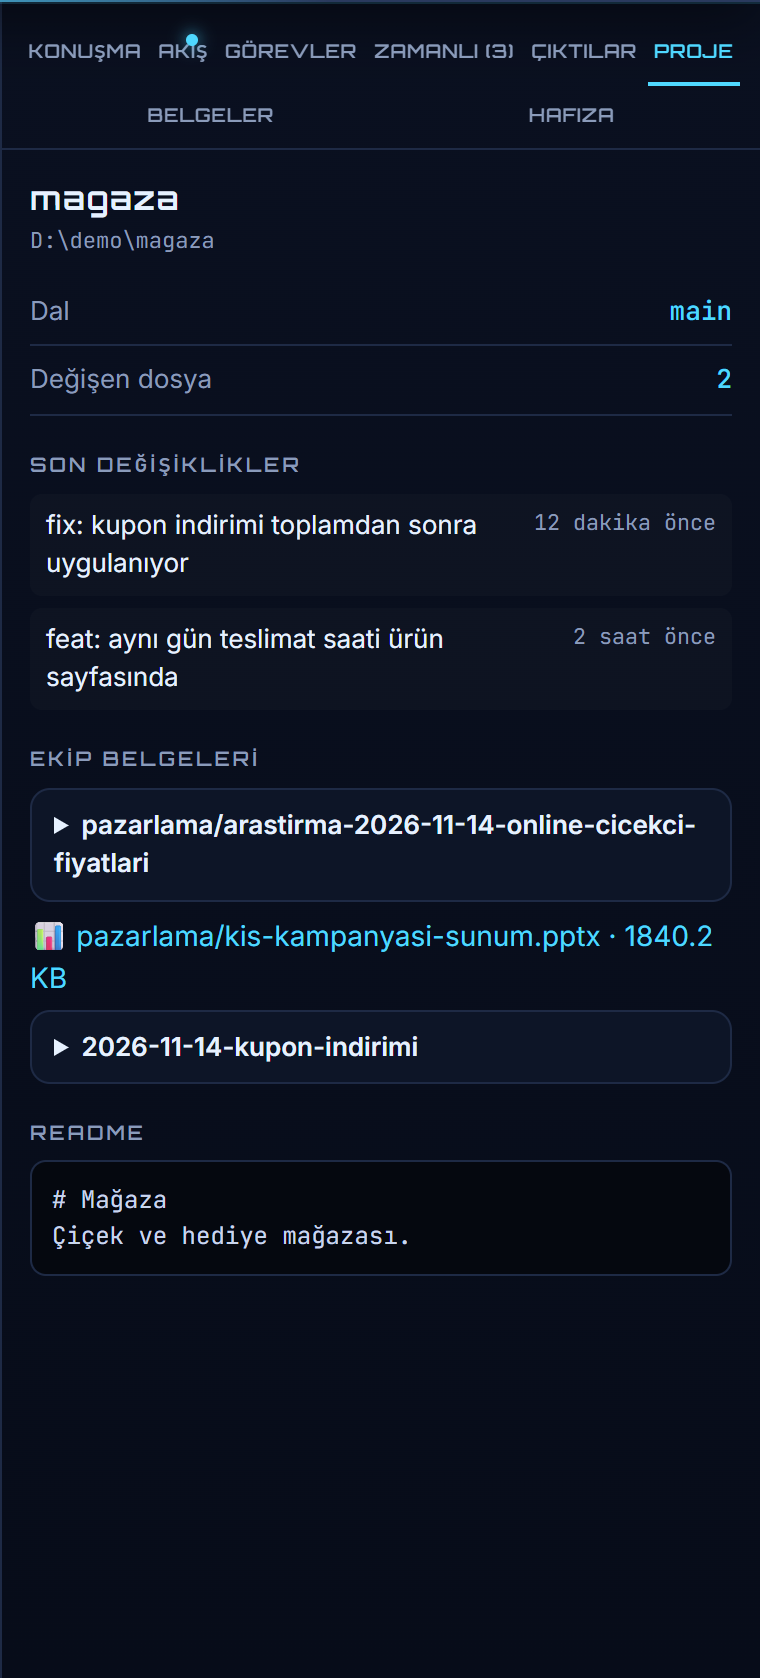 KONUŞMA AKIŞ GÖREVLER ZAMANLI (3) ÇIKTILAR PROJE
BELGELER HAFIZA
magaza
D:\demo\magaza
Dal main
Değişen dosya 2
SON DEĞİŞİKLİKLER
fix: kupon indirimi toplamdan sonra 12 dakika önce
uygulanıyor
feat: aynı gün teslimat saati ürün 2 saat önce
sayfasında
EKİP BELGELERİ
▶ pazarlama/arastirma-2026-11-14-online-cicekci-
fiyatlari
📊 pazarlama/kis-kampanyasi-sunum.pptx · 1840.2
KB
▶ 2026-11-14-kupon-indirimi
README
# Mağaza
Çiçek ve hediye mağazası.